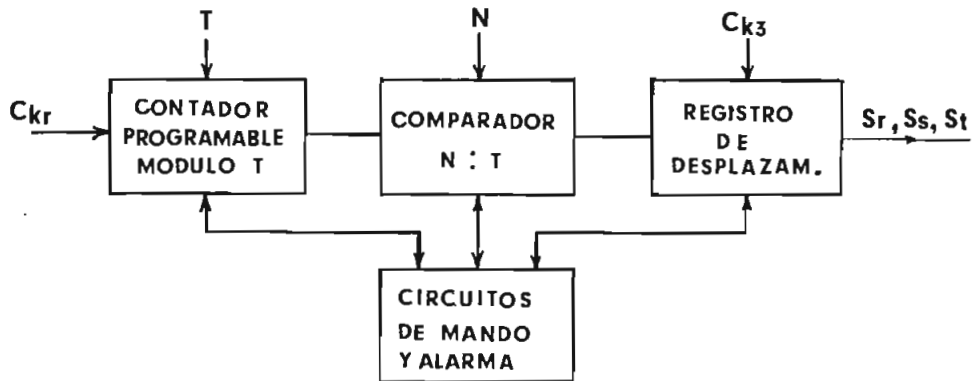 T
N
Ck3
Ckr
CONTADOR
PROGRAMABLE
MODULO T
COMPARADOR
N : T
REGISTRO
DE
DESPLAZAM.
Sr, Ss, St
CIRCUITOS
DE MANDO
Y ALARMA